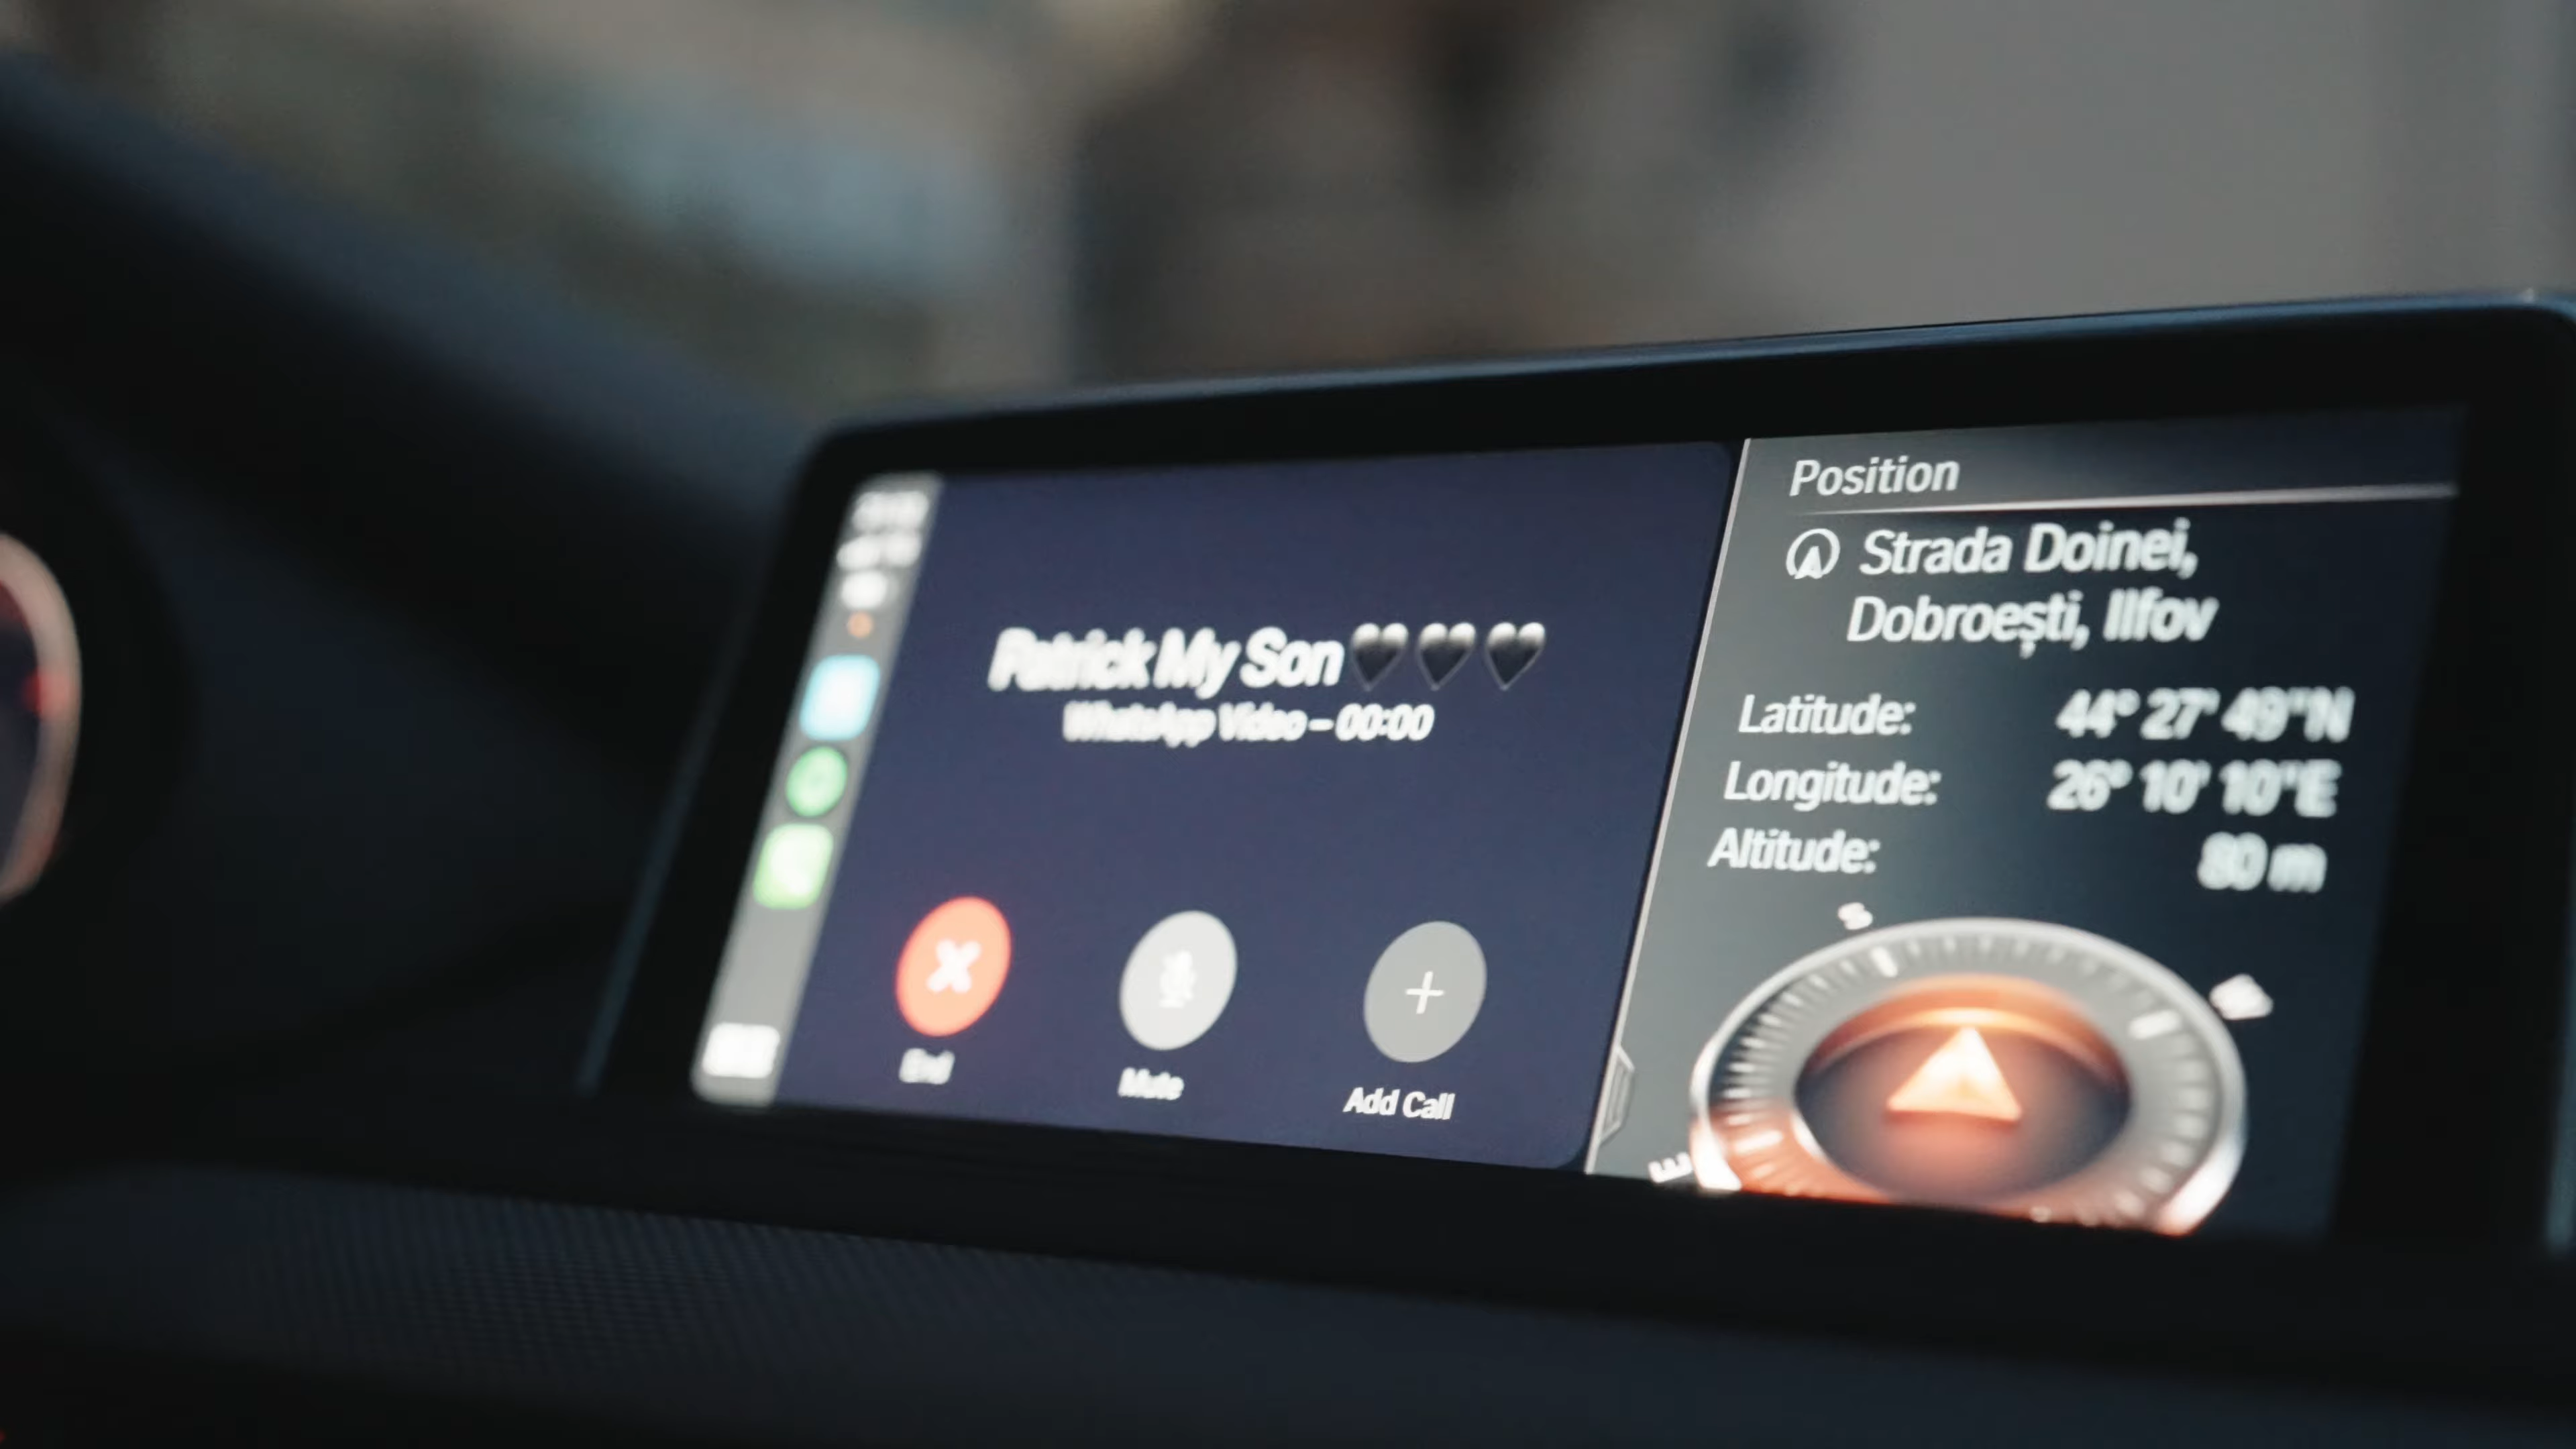 Patrick My Son 🖤🖤🖤
WhatsApp Video – 00:00
End
Mute
Add Call
Position
Strada Doinei,
Dobroești, Ilfov
Latitude: 44° 27' 49"N
Longitude: 26° 10' 10"E
Altitude: 80 m
S
E